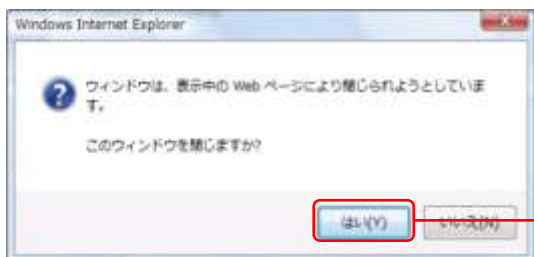 Windows Internet Explorer
ウィンドウは、表示中の Web ページにより閉じられようとしていま
す。
このウィンドウを閉じますか?
はい(Y)
いいえ(N)